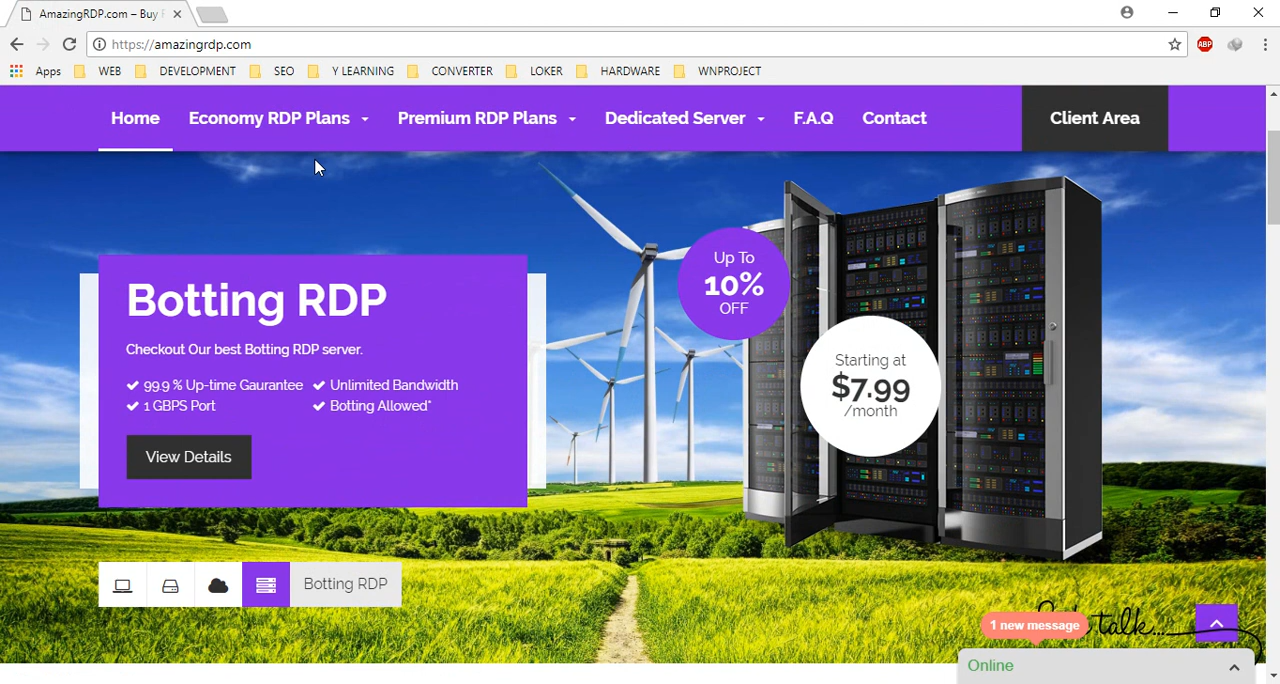 AmazingRDP.com – Buy
https://amazingrdp.com
ABP
Apps
WEB
DEVELOPMENT
SEO
Y LEARNING
CONVERTER
LOKER
HARDWARE
WNPROJECT
Home
Economy RDP Plans
Premium RDP Plans
Dedicated Server
F.A.Q
Contact
Client Area
Up To
10%
OFF
Starting at
$7.99
/month
Botting RDP
Checkout Our best Botting RDP server.
99.9 % Up-time Gaurantee
Unlimited Bandwidth
1 GBPS Port
Botting Allowed*
View Details
Botting RDP
talk...
1 new message
Online